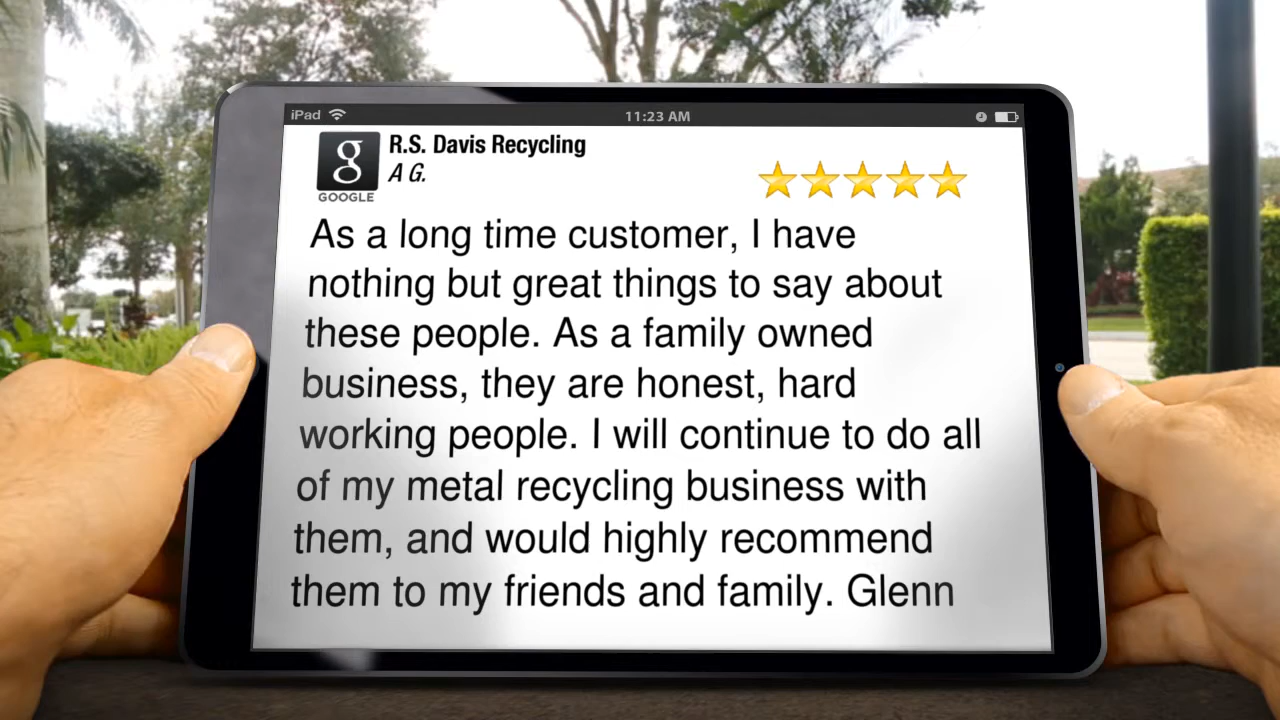 iPad
11:23 AM
g
GOOGLE
R.S. Davis Recycling
A G.
As a long time customer, I have
nothing but great things to say about
these people. As a family owned
business, they are honest, hard
working people. I will continue to do all
of my metal recycling business with
them, and would highly recommend
them to my friends and family. Glenn